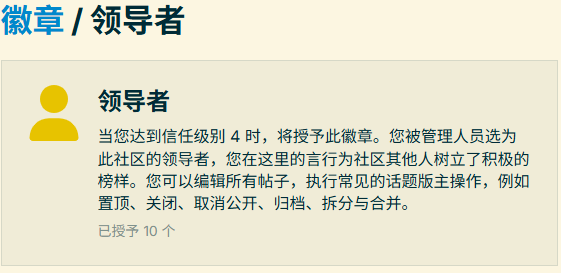 徽章 / 领导者
领导者
当您达到信任级别 4 时，将授予此徽章。您被管理人员选为
此社区的领导者，您在这里的言行为社区其他人树立了积极的
榜样。您可以编辑所有帖子，执行常见的话题版主操作，例如
置顶、关闭、取消公开、归档、拆分与合并。
已授予 10 个